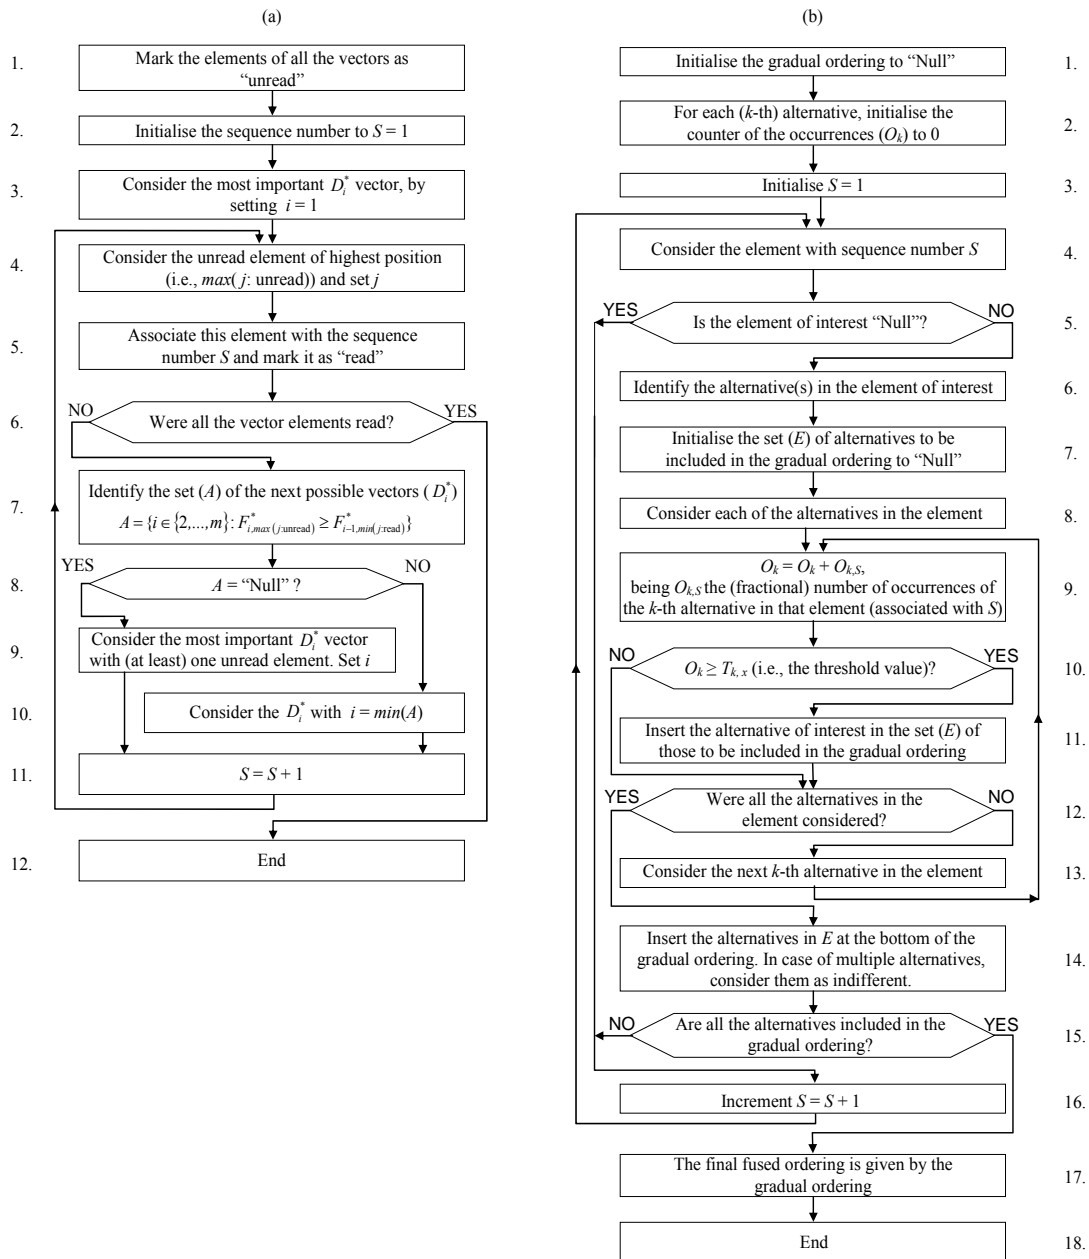 (a)
1.
Mark the elements of all the vectors as
“unread”
2.
Initialise the sequence number to S = 1
3.
Consider the most important D_i^* vector, by
setting i = 1
4.
Consider the unread element of highest position
(i.e., max( j: unread)) and set j
5.
Associate this element with the sequence
number S and mark it as “read”
6.
NO
Were all the vector elements read?
YES
7.
Identify the set (A) of the next possible vectors ( D_i^*)
A = {i ∈ {2,...,m}: F^*_{i,max(j:unread)} ≥ F^*_{i−1,min(j:read)}}
8.
YES
A = “Null” ?
NO
9.
Consider the most important D_i^* vector
with (at least) one unread element. Set i
10.
Consider the D_i^* with i = min(A)
11.
S = S + 1
12.
End
(b)
Initialise the gradual ordering to “Null”
1.
For each (k-th) alternative, initialise the
counter of the occurrences (O_k) to 0
2.
Initialise S = 1
3.
Consider the element with sequence number S
4.
YES
Is the element of interest “Null”?
NO
5.
Identify the alternative(s) in the element of interest
6.
Initialise the set (E) of alternatives to be
included in the gradual ordering to “Null”
7.
Consider each of the alternatives in the element
8.
O_k = O_k + O_{k,S},
being O_{k,S} the (fractional) number of occurrences of
the k-th alternative in that element (associated with S)
9.
NO
O_k ≥ T_{k,x} (i.e., the threshold value)?
YES
10.
Insert the alternative of interest in the set (E) of
those to be included in the gradual ordering
11.
YES
Were all the alternatives in the
element considered?
NO
12.
Consider the next k-th alternative in the element
13.
Insert the alternatives in E at the bottom of the
gradual ordering. In case of multiple alternatives,
consider them as indifferent.
14.
NO
Are all the alternatives included in the
gradual ordering?
YES
15.
Increment S = S + 1
16.
The final fused ordering is given by the
gradual ordering
17.
End
18.